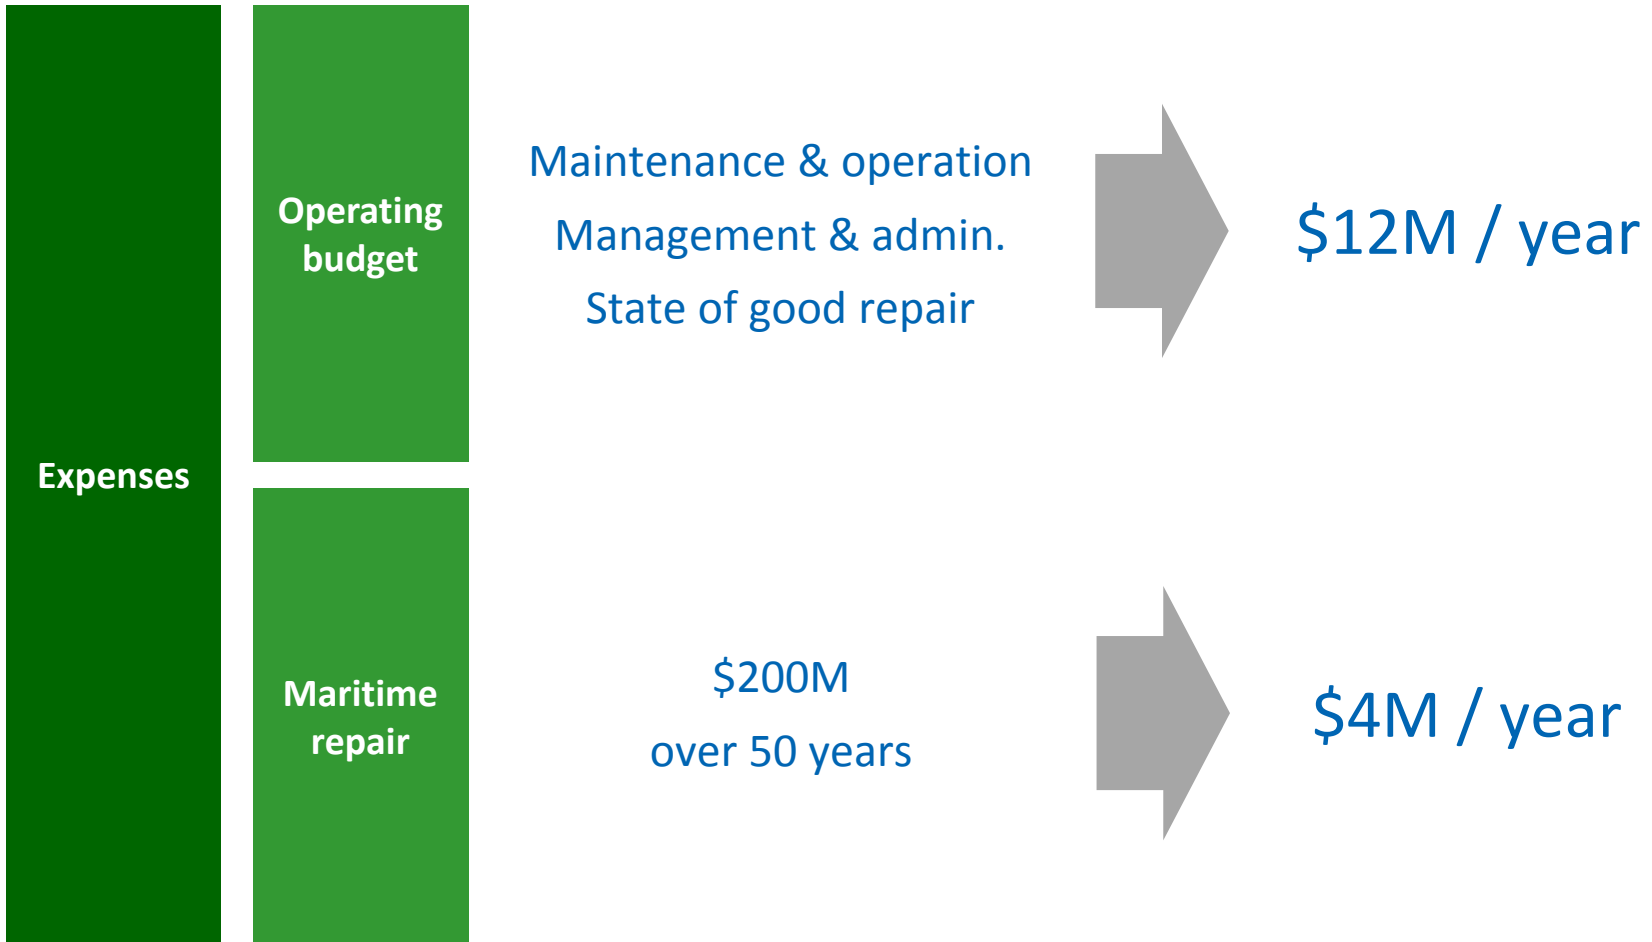 Expenses
Operating
budget
Maintenance & operation
Management & admin.
State of good repair
$12M / year
Maritime
repair
$200M
over 50 years
$4M / year